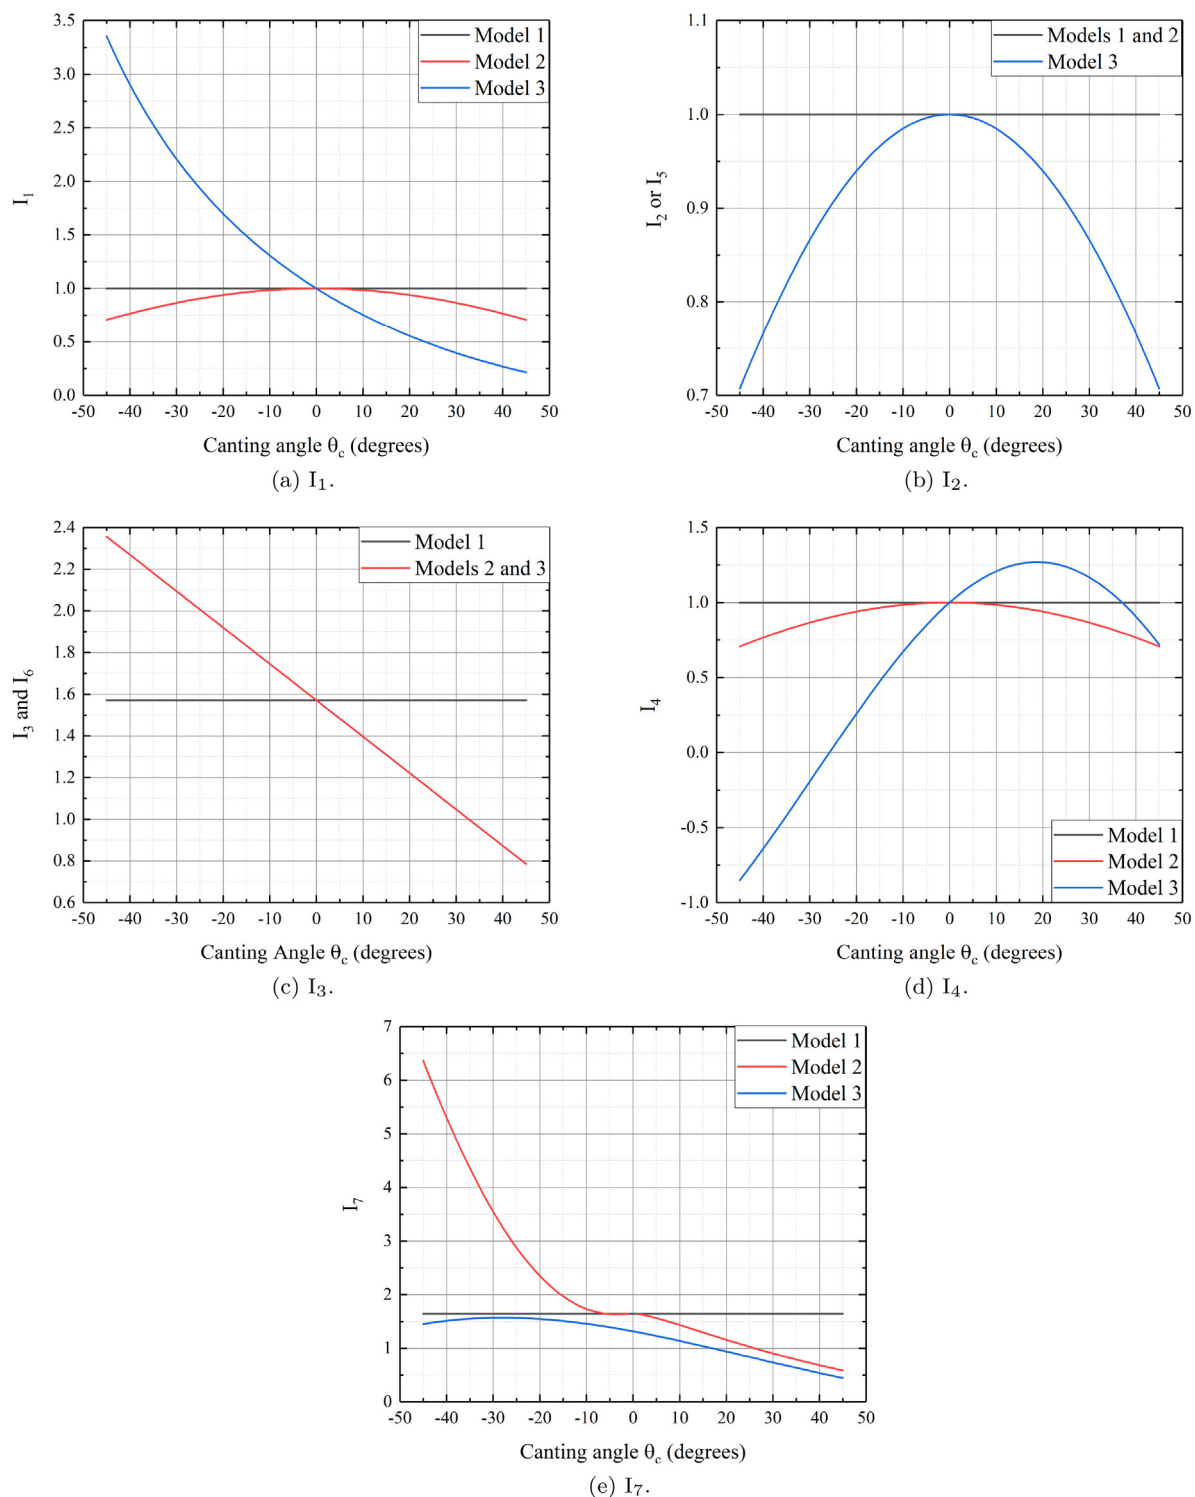 3.5
3.0
2.5
2.0
1.5
1.0
0.5
0.0
I₁
Model 1
Model 2
Model 3
-50 -40 -30 -20 -10 0 10 20 30 40 50
Canting angle θc (degrees)
(a) I₁.
1.1
1.0
0.9
0.8
0.7
I₂ or I₅
Models 1 and 2
Model 3
-50 -40 -30 -20 -10 0 10 20 30 40 50
Canting angle θc (degrees)
(b) I₂.
2.4
2.2
2.0
1.8
1.6
1.4
1.2
1.0
0.8
0.6
I₃ and I₆
Model 1
Models 2 and 3
-50 -40 -30 -20 -10 0 10 20 30 40 50
Canting Angle θc (degrees)
(c) I₃.
1.5
1.0
0.5
0.0
-0.5
-1.0
I₄
Model 1
Model 2
Model 3
-50 -40 -30 -20 -10 0 10 20 30 40 50
Canting angle θc (degrees)
(d) I₄.
7
6
5
4
3
2
1
0
I₇
Model 1
Model 2
Model 3
-50 -40 -30 -20 -10 0 10 20 30 40 50
Canting angle θc (degrees)
(e) I₇.